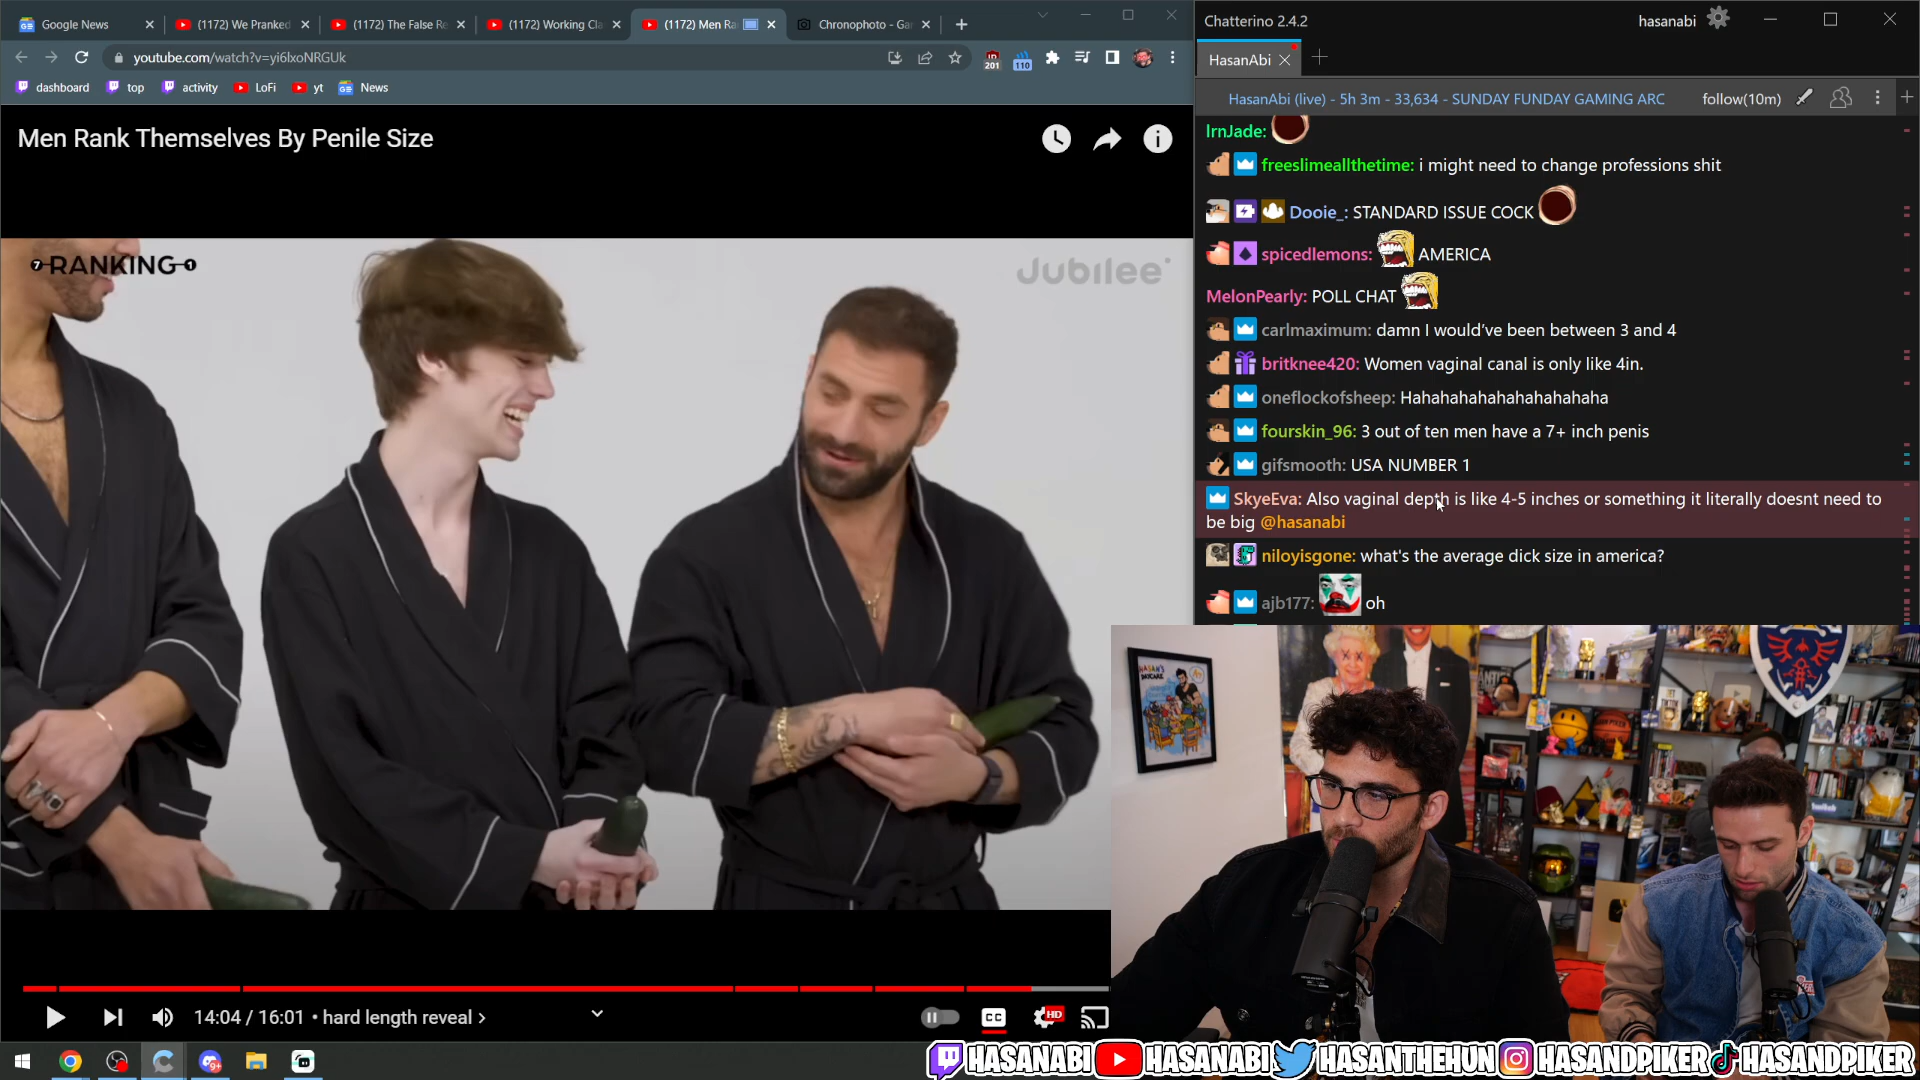 Google News
(1172) We Pranked
(1172) The False Re
(1172) Working Cla
(1172) Men Ra
Chronophoto - Ga
youtube.com/watch?v=yi6lxoNRGUk
201
110
dashboard
top
activity
LoFi
yt
News
Men Rank Themselves By Penile Size
7 RANKING 1
Jubilee
14:04 / 16:01 • hard length reveal >
CC
HD
Chatterino 2.4.2
hasanabi
HasanAbi
HasanAbi (live) - 5h 3m - 33,634 - SUNDAY FUNDAY GAMING ARC
follow(10m)
IrnJade:
freeslimeallthetime: i might need to change professions shit
Dooie_: STANDARD ISSUE COCK
spicedlemons: AMERICA
MelonPearly: POLL CHAT
carlmaximum: damn I would've been between 3 and 4
britknee420: Women vaginal canal is only like 4in.
oneflockofsheep: Hahahahahahahahahaha
fourskin_96: 3 out of ten men have a 7+ inch penis
gifsmooth: USA NUMBER 1
SkyeEva: Also vaginal depth is like 4-5 inches or something it literally doesnt need to
be big @hasanabi
niloyisgone: what's the average dick size in america?
ajb177: oh
HASANABI HASANABI HASANTHEHUN HASANDPIKER HASANDPIKER